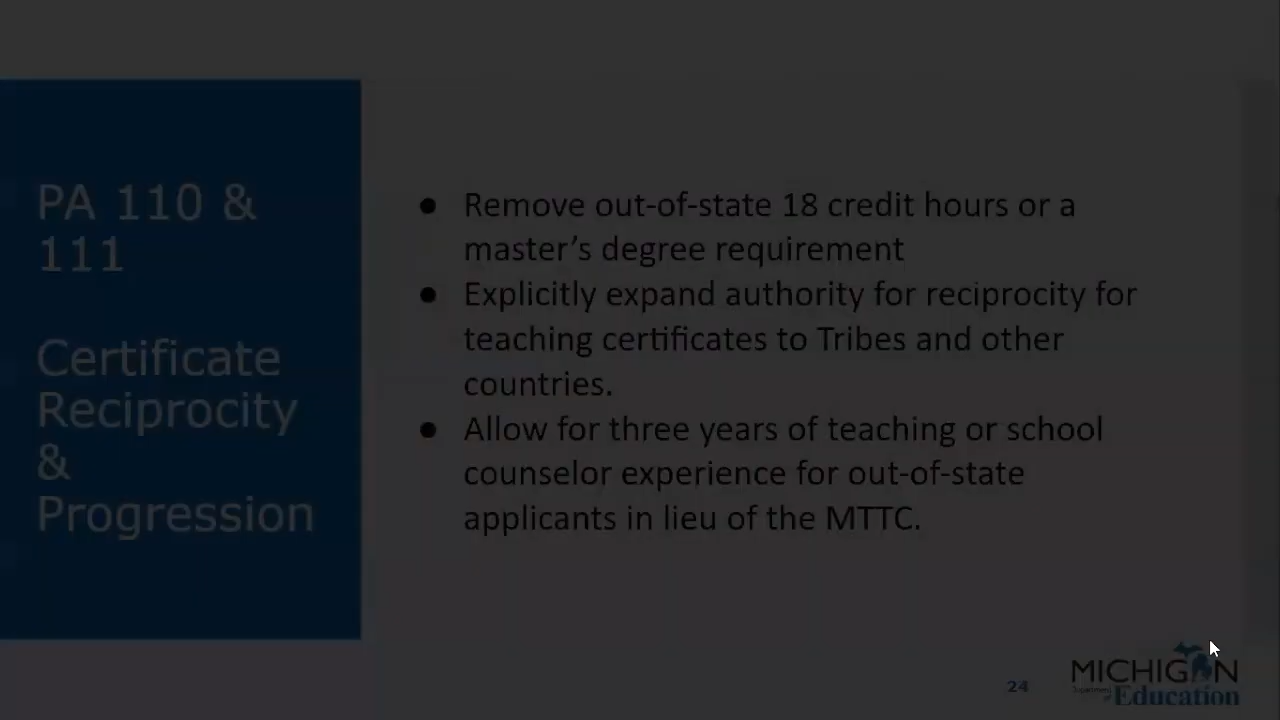 PA 110 &
111
Certificate
Reciprocity
&
Progression
● Remove out-of-state 18 credit hours or a
master’s degree requirement
● Explicitly expand authority for reciprocity for
teaching certificates to Tribes and other
countries.
● Allow for three years of teaching or school
counselor experience for out-of-state
applicants in lieu of the MTTC.
24
MICHIGAN
Department
of Education